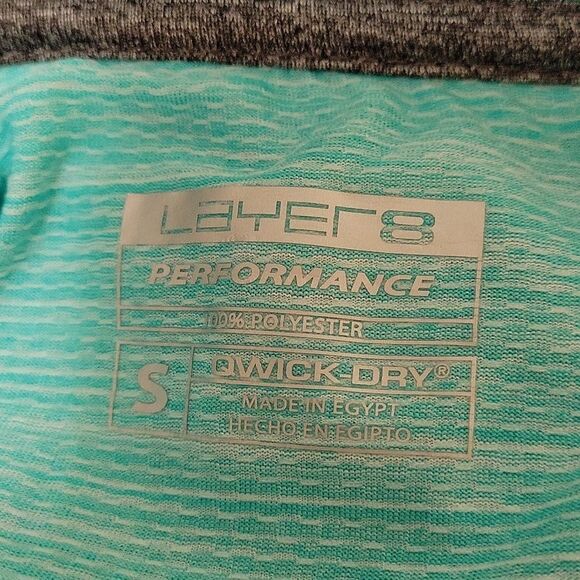 LAYER8
PERFORMANCE
100% POLYESTER
S
QWICK-DRY®
MADE IN EGYPT
HECHO EN EGIPTO